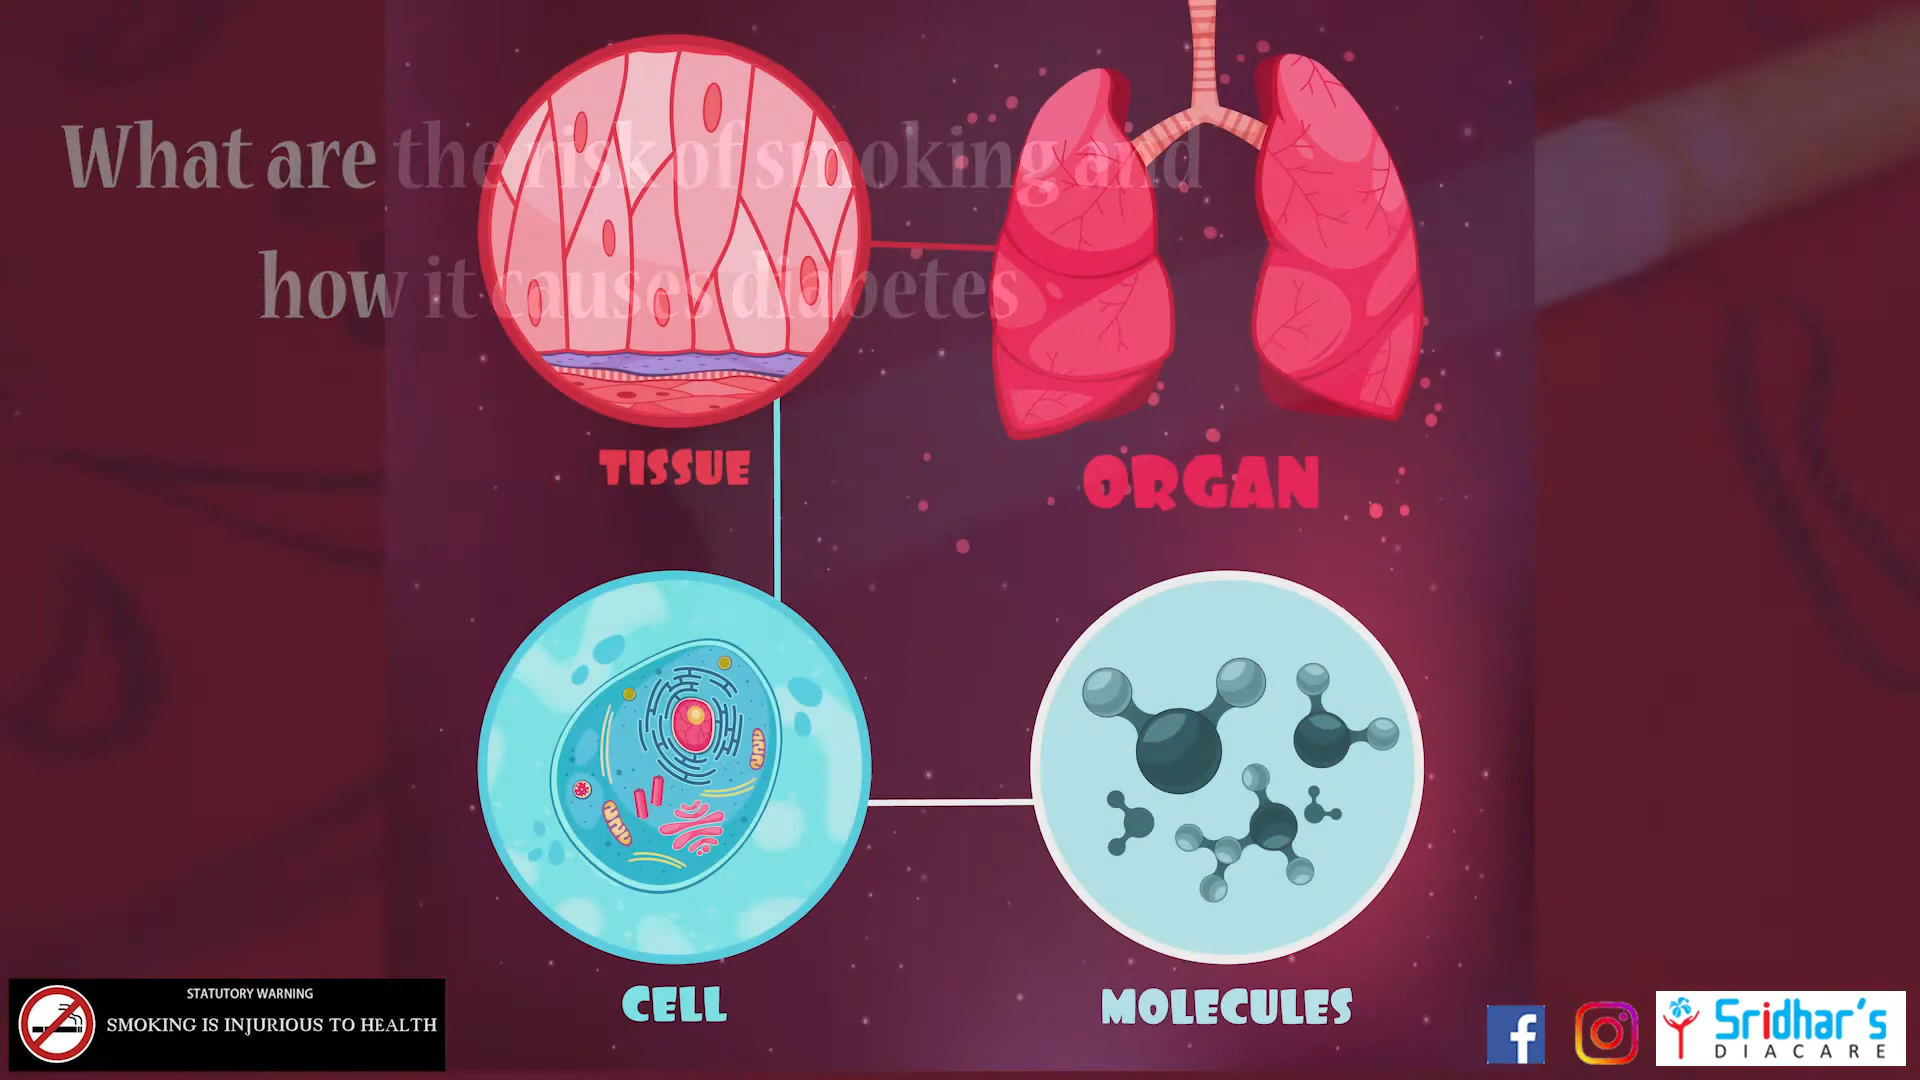 What are the risk of smoking and
how it causes diabetes
TISSUE
ORGAN
CELL
MOLECULES
STATUTORY WARNING
SMOKING IS INJURIOUS TO HEALTH
f
Sridhar's
DIACARE